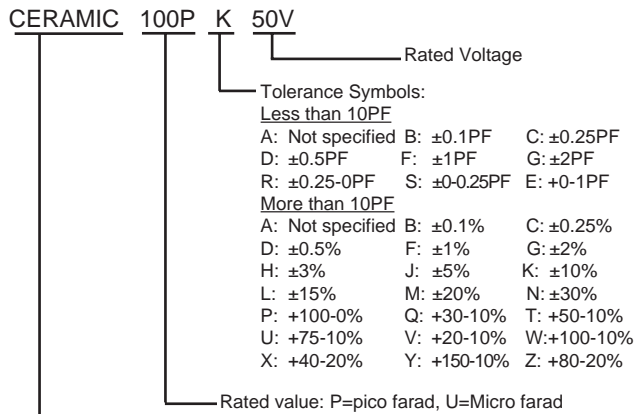 CERAMIC 100P K 50V
Rated Voltage
Tolerance Symbols:
Less than 10PF
A: Not specified B: ±0.1PF C: ±0.25PF
D: ±0.5PF F: ±1PF G: ±2PF
R: ±0.25-0PF S: ±0-0.25PF E: +0-1PF
More than 10PF
A: Not specified B: ±0.1% C: ±0.25%
D: ±0.5% F: ±1% G: ±2%
H: ±3% J: ±5% K: ±10%
L: ±15% M: ±20% N: ±30%
P: +100-0% Q: +30-10% T: +50-10%
U: +75-10% V: +20-10% W:+100-10%
X: +40-20% Y: +150-10% Z: +80-20%
Rated value: P=pico farad, U=Micro farad